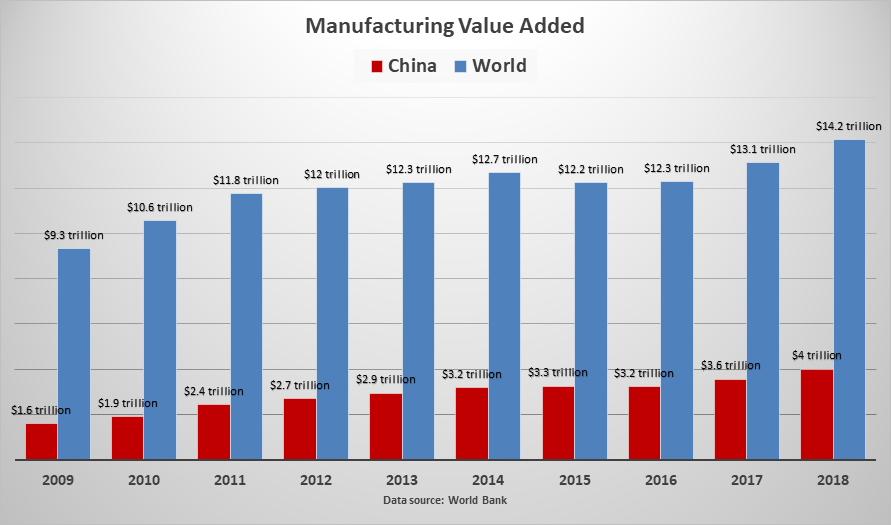 Manufacturing Value Added
China World
$14.2 trillion
$13.1 trillion
$12.7 trillion
$12.3 trillion
$12.2 trillion
$12.3 trillion
$12 trillion
$11.8 trillion
$10.6 trillion
$9.3 trillion
$1.6 trillion
$1.9 trillion
$2.4 trillion
$2.7 trillion
$2.9 trillion
$3.2 trillion
$3.3 trillion
$3.2 trillion
$3.6 trillion
$4 trillion
2009 2010 2011 2012 2013 2014 2015 2016 2017 2018
Data source: World Bank